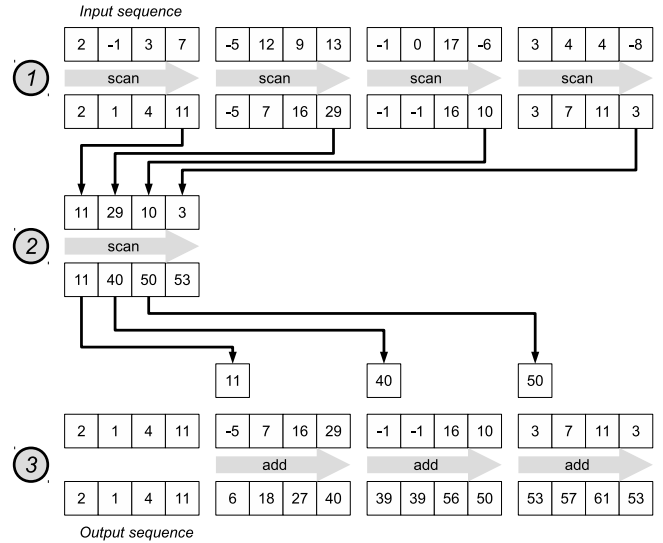 Input sequence
2 -1 3 7 -5 12 9 13 -1 0 17 -6 3 4 4 -8
1 scan scan scan scan
2 1 4 11 -5 7 16 29 -1 -1 16 10 3 7 11 3
11 29 10 3
2 scan
11 40 50 53
11 40 50
2 1 4 11 -5 7 16 29 -1 -1 16 10 3 7 11 3
3 add add add
2 1 4 11 6 18 27 40 39 39 56 50 53 57 61 53
Output sequence